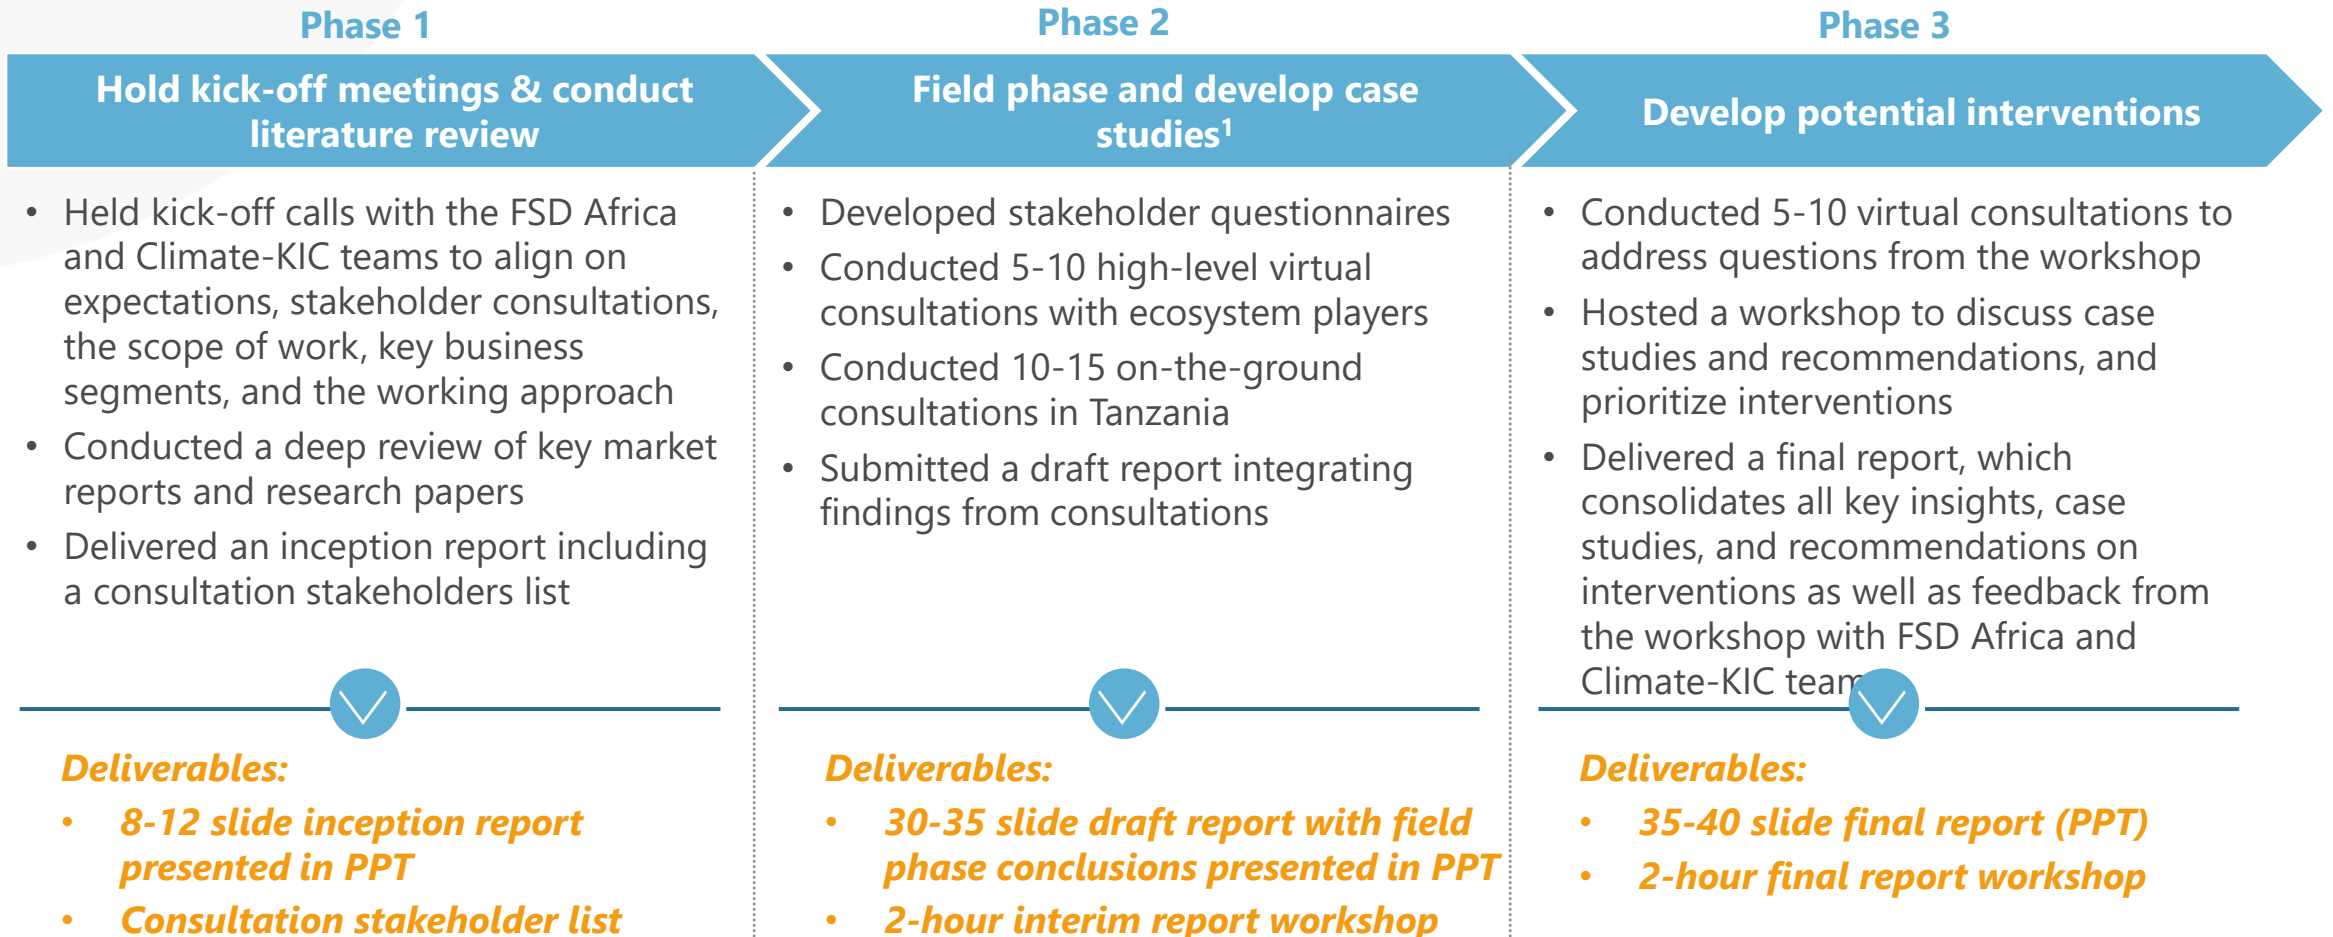 Phase 1
Hold kick-off meetings & conduct
literature review
• Held kick-off calls with the FSD Africa
and Climate-KIC teams to align on
expectations, stakeholder consultations,
the scope of work, key business
segments, and the working approach
• Conducted a deep review of key market
reports and research papers
• Delivered an inception report including
a consultation stakeholders list
Deliverables:
• 8-12 slide inception report
presented in PPT
• Consultation stakeholder list
Phase 2
Field phase and develop case
studies¹
• Developed stakeholder questionnaires
• Conducted 5-10 high-level virtual
consultations with ecosystem players
• Conducted 10-15 on-the-ground
consultations in Tanzania
• Submitted a draft report integrating
findings from consultations
Deliverables:
• 30-35 slide draft report with field
phase conclusions presented in PPT
• 2-hour interim report workshop
Phase 3
Develop potential interventions
• Conducted 5-10 virtual consultations to
address questions from the workshop
• Hosted a workshop to discuss case
studies and recommendations, and
prioritize interventions
• Delivered a final report, which
consolidates all key insights, case
studies, and recommendations on
interventions as well as feedback from
the workshop with FSD Africa and
Climate-KIC team
Deliverables:
• 35-40 slide final report (PPT)
• 2-hour final report workshop